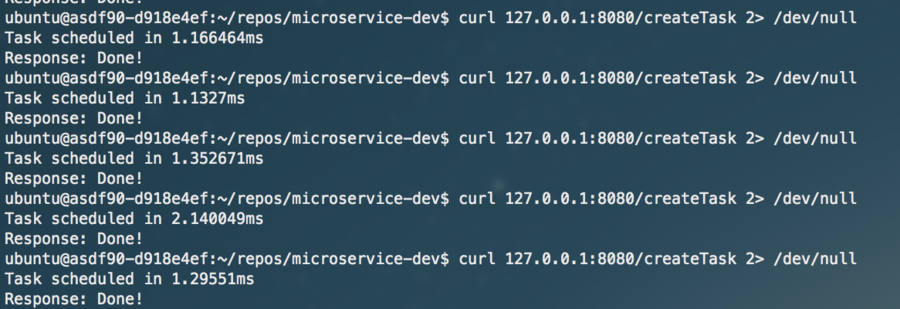 Response: Done!
ubuntu@asdf90-d918e4ef:~/repos/microservice-dev$ curl 127.0.0.1:8080/createTask 2> /dev/null
Task scheduled in 1.166464ms
Response: Done!
ubuntu@asdf90-d918e4ef:~/repos/microservice-dev$ curl 127.0.0.1:8080/createTask 2> /dev/null
Task scheduled in 1.1327ms
Response: Done!
ubuntu@asdf90-d918e4ef:~/repos/microservice-dev$ curl 127.0.0.1:8080/createTask 2> /dev/null
Task scheduled in 1.352671ms
Response: Done!
ubuntu@asdf90-d918e4ef:~/repos/microservice-dev$ curl 127.0.0.1:8080/createTask 2> /dev/null
Task scheduled in 2.140049ms
Response: Done!
ubuntu@asdf90-d918e4ef:~/repos/microservice-dev$ curl 127.0.0.1:8080/createTask 2> /dev/null
Task scheduled in 1.29551ms
Response: Done!